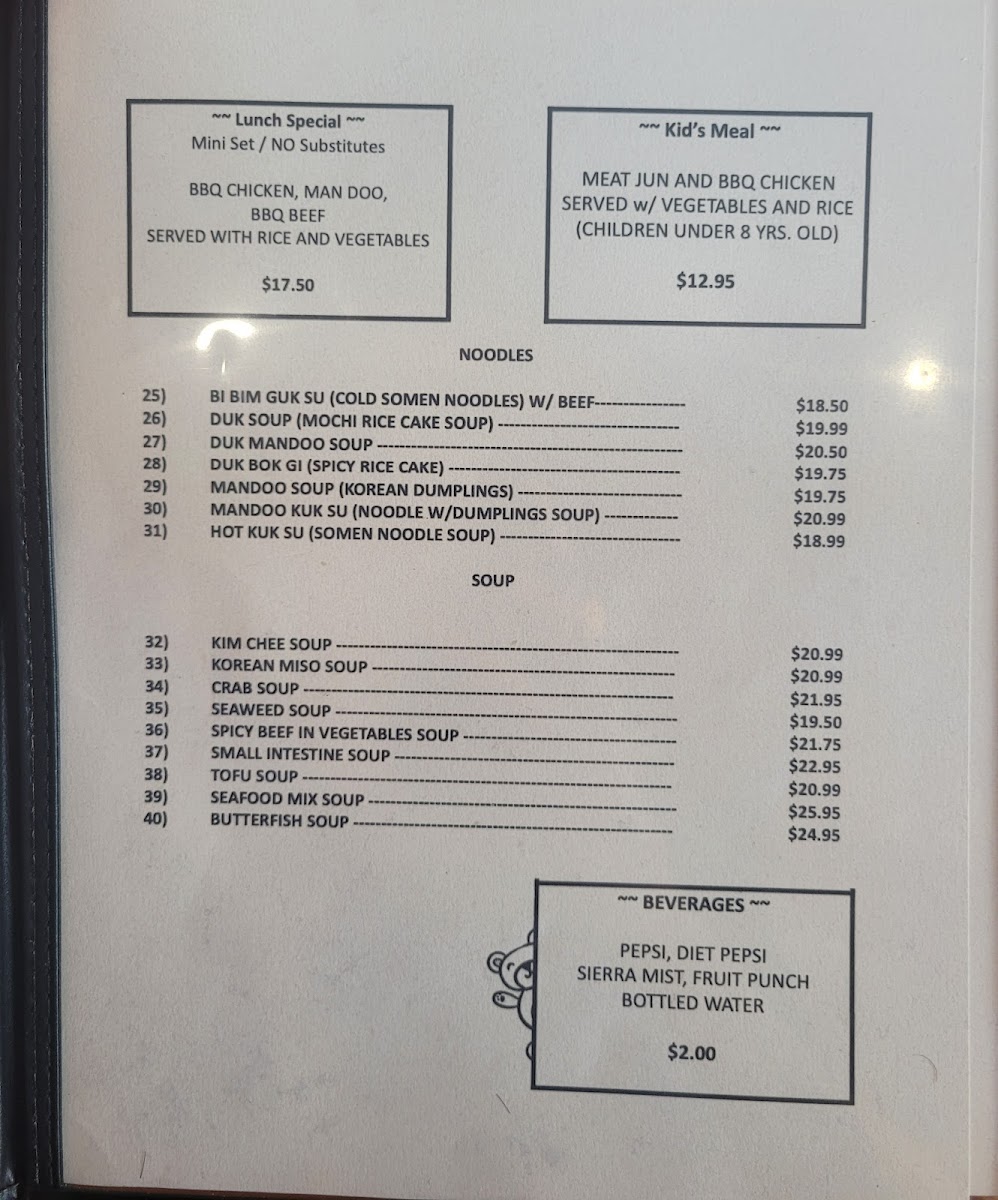 ~~ Lunch Special ~~
Mini Set / NO Substitutes
BBQ CHICKEN, MAN DOO,
BBQ BEEF
SERVED WITH RICE AND VEGETABLES
$17.50
~~ Kid's Meal ~~
MEAT JUN AND BBQ CHICKEN
SERVED w/ VEGETABLES AND RICE
(CHILDREN UNDER 8 YRS. OLD)
$12.95
NOODLES
25) BI BIM GUK SU (COLD SOMEN NOODLES) W/ BEEF---------------- $18.50
26) DUK SOUP (MOCHI RICE CAKE SOUP) -------------------------------- $19.99
27) DUK MANDOO SOUP ------------------------------------------------------ $20.50
28) DUK BOK GI (SPICY RICE CAKE) ----------------------------------------- $19.75
29) MANDOO SOUP (KOREAN DUMPLINGS) ----------------------------- $19.75
30) MANDOO KUK SU (NOODLE W/DUMPLINGS SOUP) ------------- $20.99
31) HOT KUK SU (SOMEN NOODLE SOUP) -------------------------------- $18.99
SOUP
32) KIM CHEE SOUP ------------------------------------------------------------ $20.99
33) KOREAN MISO SOUP ------------------------------------------------------ $20.99
34) CRAB SOUP ----------------------------------------------------------------- $21.95
35) SEAWEED SOUP ------------------------------------------------------------ $19.50
36) SPICY BEEF IN VEGETABLES SOUP -------------------------------------- $21.75
37) SMALL INTESTINE SOUP -------------------------------------------------- $22.95
38) TOFU SOUP ----------------------------------------------------------------- $20.99
39) SEAFOOD MIX SOUP ------------------------------------------------------- $25.95
40) BUTTERFISH SOUP --------------------------------------------------------- $24.95
~~ BEVERAGES ~~
PEPSI, DIET PEPSI
SIERRA MIST, FRUIT PUNCH
BOTTLED WATER
$2.00